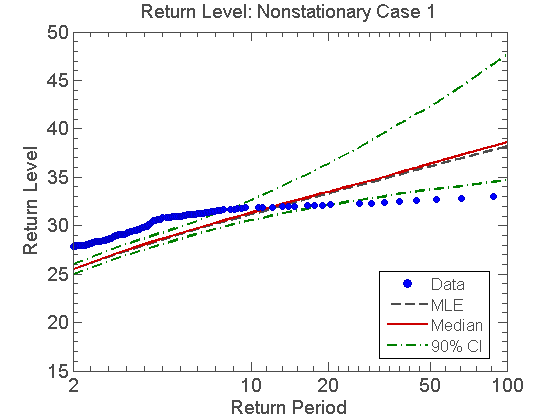 Return Level: Nonstationary Case 1
50
45
40
35
30
25
20
15
Return Level
Data
MLE
Median
90% CI
2
10
20
50
100
Return Period